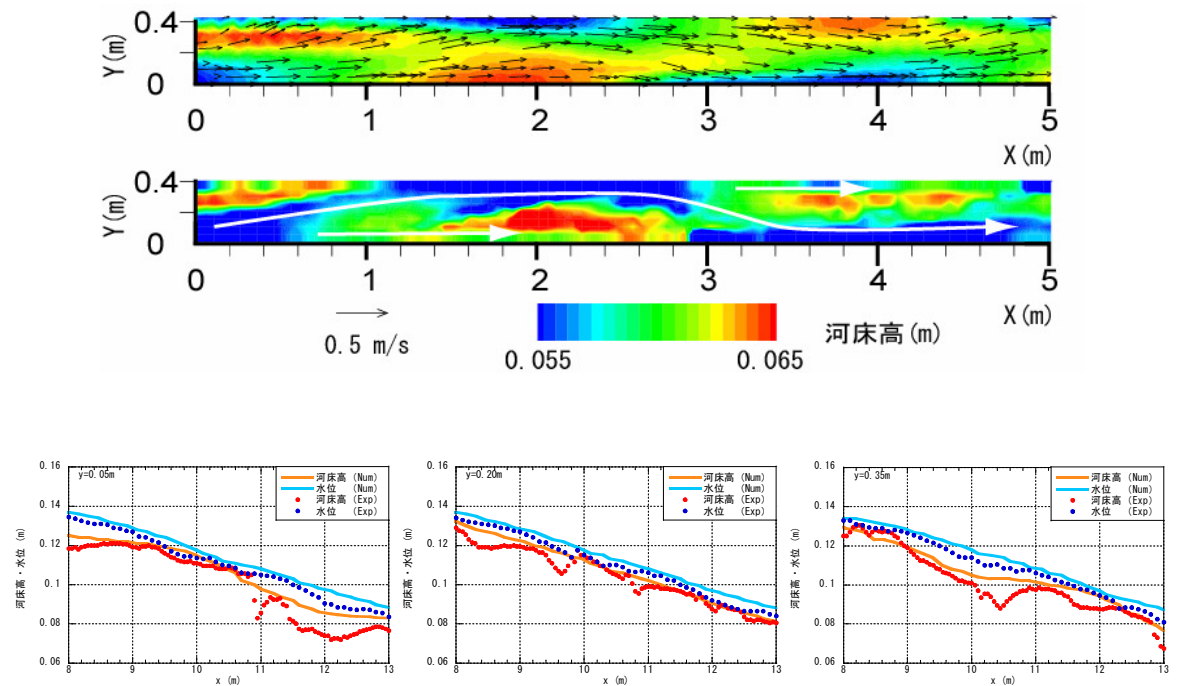 0.4
Y(m)
0
0 1 2 3 4 5
X(m)
0.4
Y(m)
0
0 1 2 3 4 5
X(m)
0.5 m/s
0.055 0.065
河床高(m)
0.16
0.14
0.12
0.1
0.08
0.06
河床高・水位 (m)
y=0.05m
河床高 (Num)
水位 (Num)
河床高 (Exp)
水位 (Exp)
8 9 10 11 12 13
x (m)
0.16
0.14
0.12
0.1
0.08
0.06
河床高・水位 (m)
y=0.20m
河床高 (Num)
水位 (Num)
河床高 (Exp)
水位 (Exp)
8 9 10 11 12 13
x (m)
0.16
0.14
0.12
0.1
0.08
0.06
河床高・水位 (m)
y=0.35m
河床高 (Num)
水位 (Num)
河床高 (Exp)
水位 (Exp)
8 9 10 11 12 13
x (m)